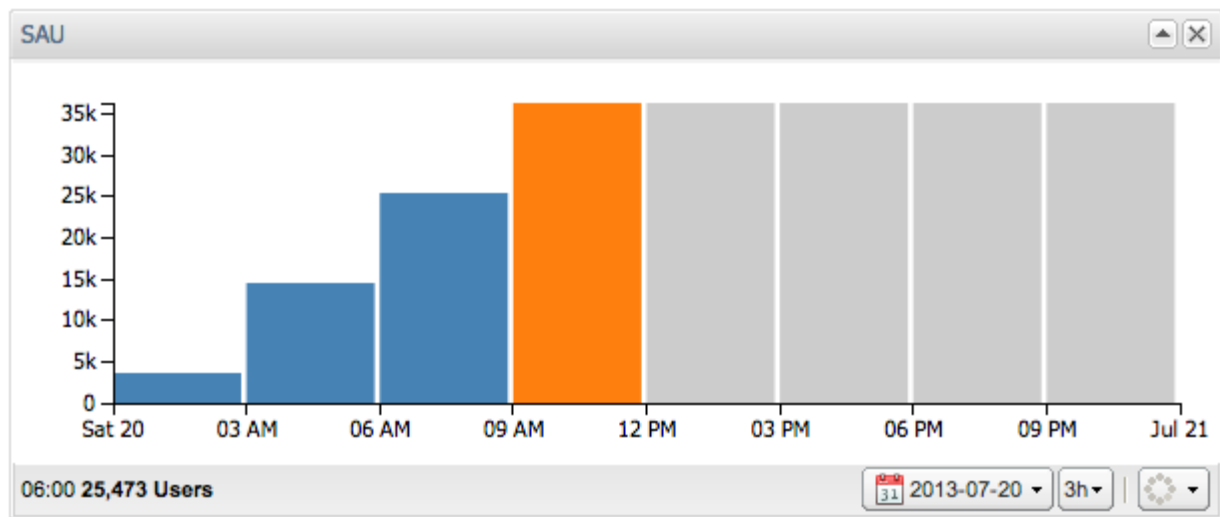 SAU
35k
30k
25k
20k
15k
10k
5k
0
Sat 20 03 AM 06 AM 09 AM 12 PM 03 PM 06 PM 09 PM Jul 21
06:00 25,473 Users 31 2013-07-20 3h